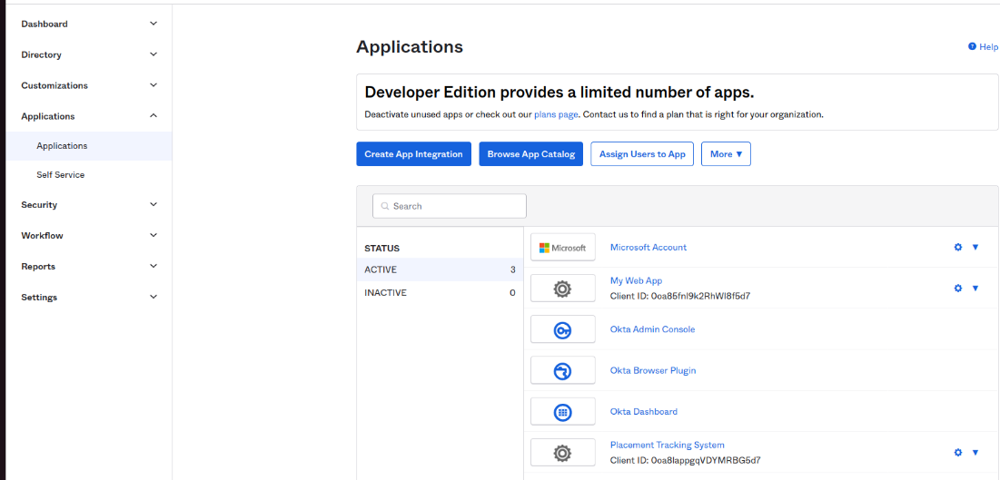 Dashboard
Directory
Customizations
Applications
Applications
Self Service
Security
Workflow
Reports
Settings
Applications
Help
Developer Edition provides a limited number of apps.
Deactivate unused apps or check out our plans page. Contact us to find a plan that is right for your organization.
Create App Integration
Browse App Catalog
Assign Users to App
More ▼
Search
STATUS
ACTIVE 3
INACTIVE 0
Microsoft
Microsoft Account
My Web App
Client ID: 0oa85fnl9k2RhWl8f5d7
Okta Admin Console
Okta Browser Plugin
Okta Dashboard
Placement Tracking System
Client ID: 0oa8lappgqVDYMRBG5d7